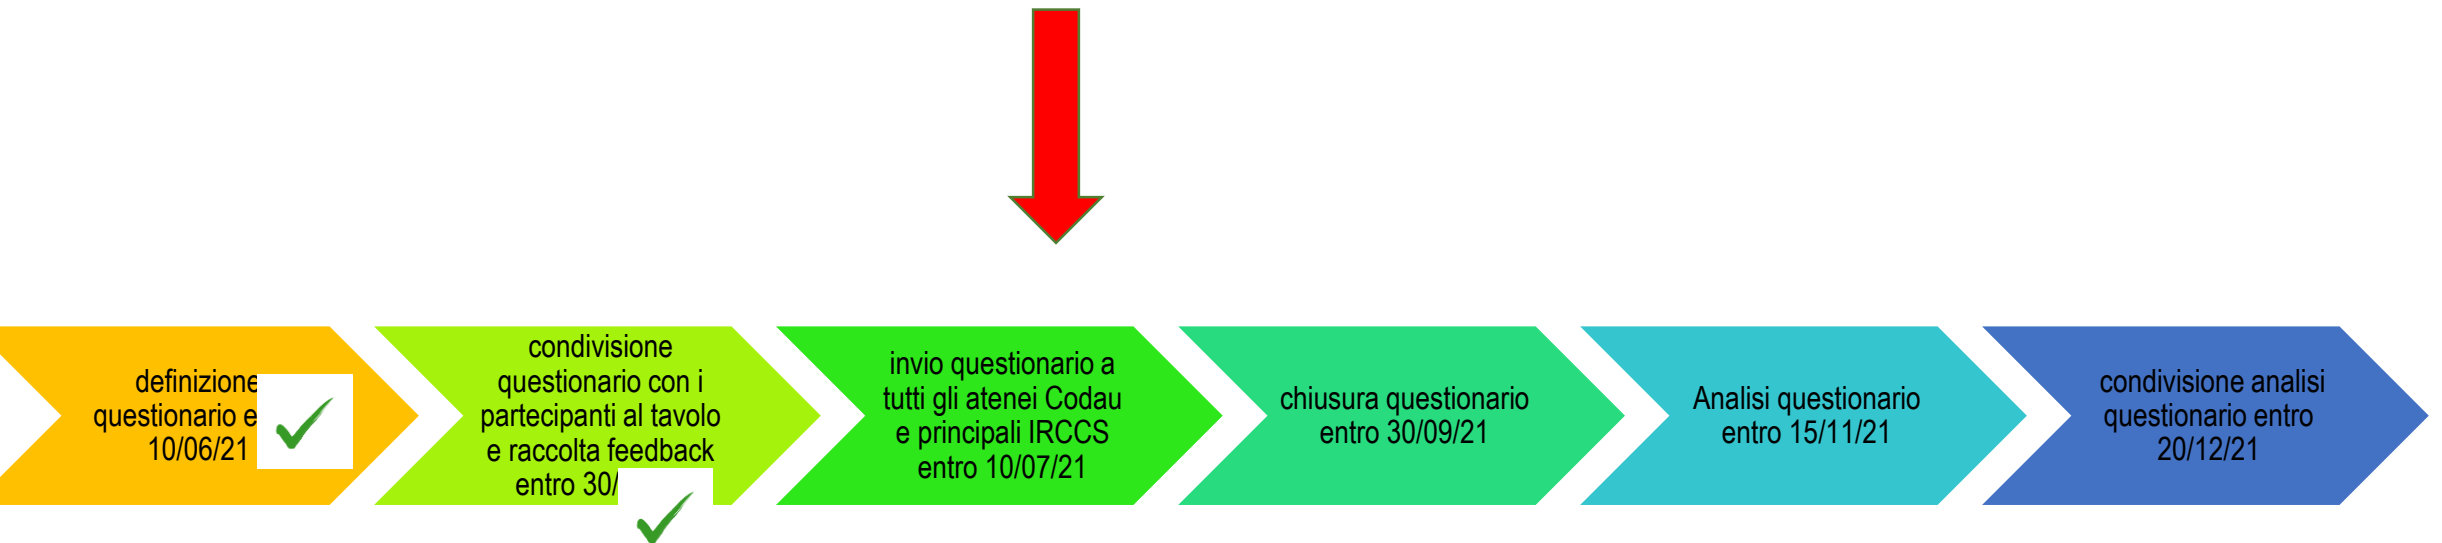 definizione
questionario e
10/06/21
condivisione
questionario con i
partecipanti al tavolo
e raccolta feedback
entro 30/
invio questionario a
tutti gli atenei Codau
e principali IRCCS
entro 10/07/21
chiusura questionario
entro 30/09/21
Analisi questionario
entro 15/11/21
condivisione analisi
questionario entro
20/12/21